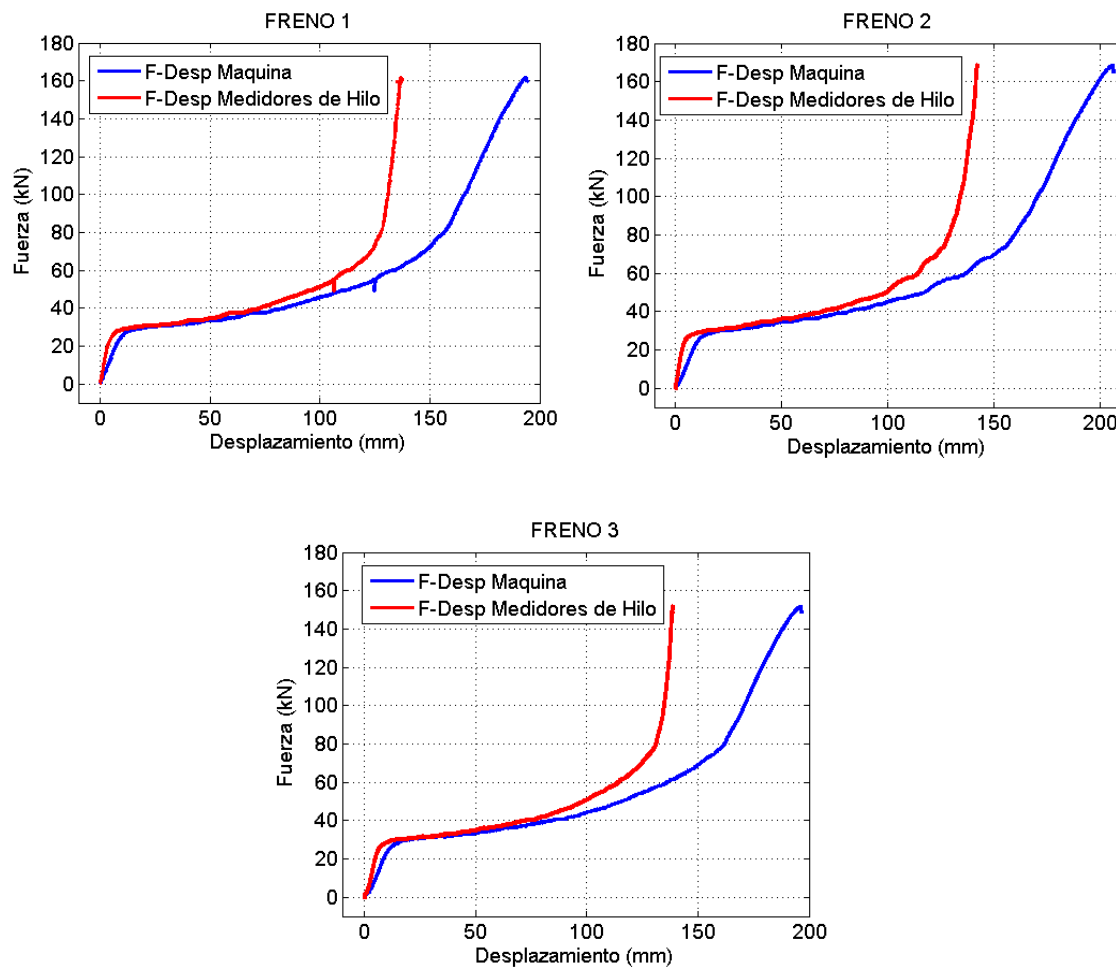 FRENO 1
180
160
140
120
100
80
60
40
20
0
0 50 100 150 200
Fuerza (kN)
Desplazamiento (mm)
F-Desp Maquina
F-Desp Medidores de Hilo
FRENO 2
180
160
140
120
100
80
60
40
20
0
0 50 100 150 200
Fuerza (kN)
Desplazamiento (mm)
F-Desp Maquina
F-Desp Medidores de Hilo
FRENO 3
180
160
140
120
100
80
60
40
20
0
0 50 100 150 200
Fuerza (kN)
Desplazamiento (mm)
F-Desp Maquina
F-Desp Medidores de Hilo